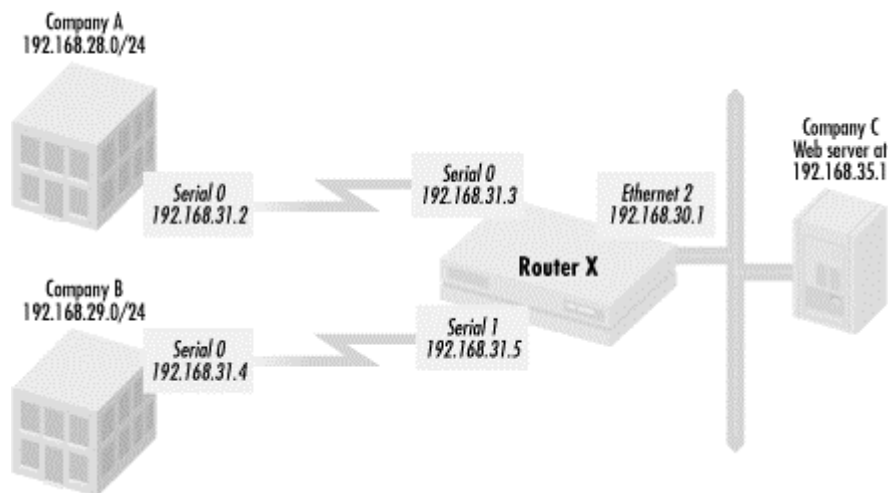 Company A
192.168.28.0/24
Serial 0
192.168.31.2
Serial 0
192.168.31.3
Ethernet 2
192.168.30.1
Company C
Web server at
192.168.35.1
Router X
Company B
192.168.29.0/24
Serial 0
192.168.31.4
Serial 1
192.168.31.5